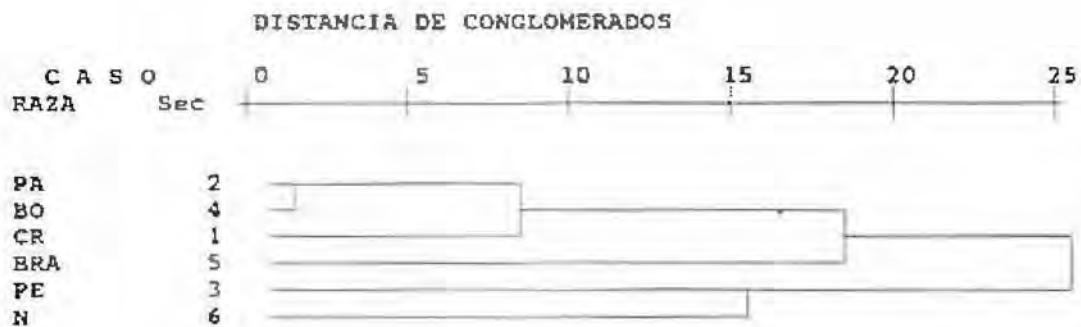 DISTANCIA DE CONGLOMERADOS
C A S O 0 5 10 15 20 25
RAZA Sec
PA 2
BO 4
CR 1
BRA 5
PE 3
N 6